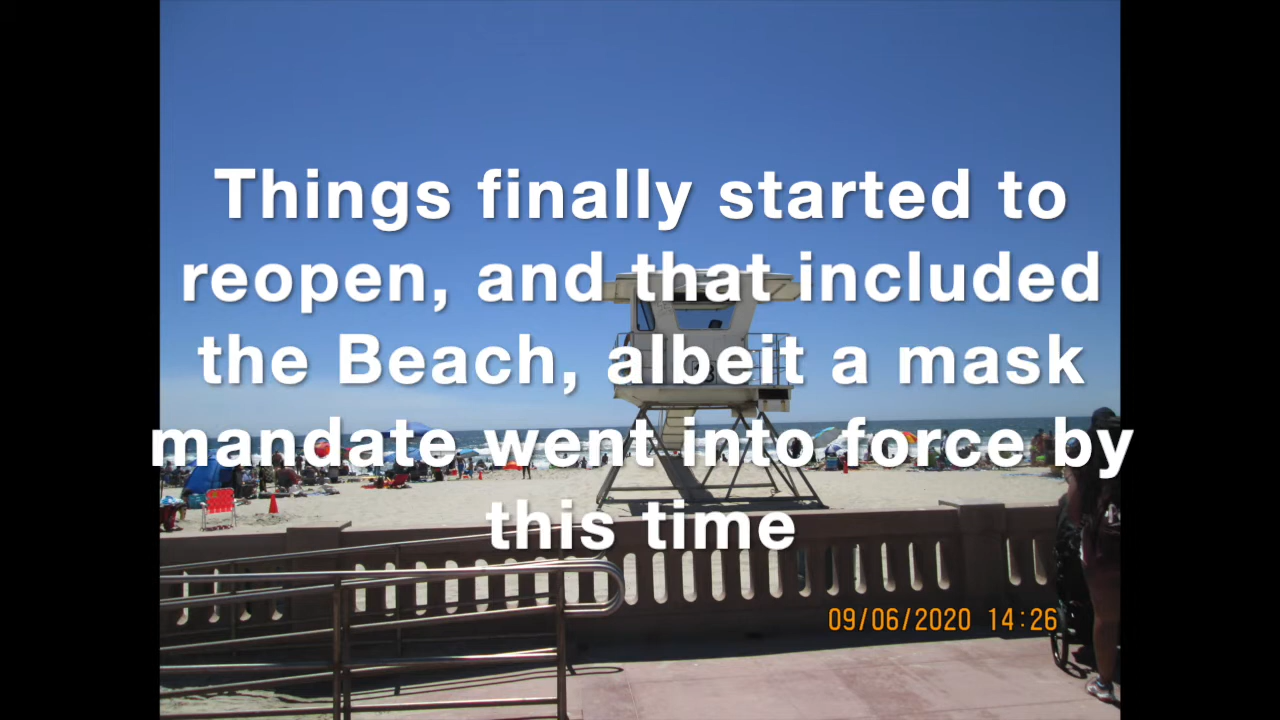 Things finally started to
reopen, and that included
the Beach, albeit a mask
mandate went into force by
this time
09/06/2020 14:26